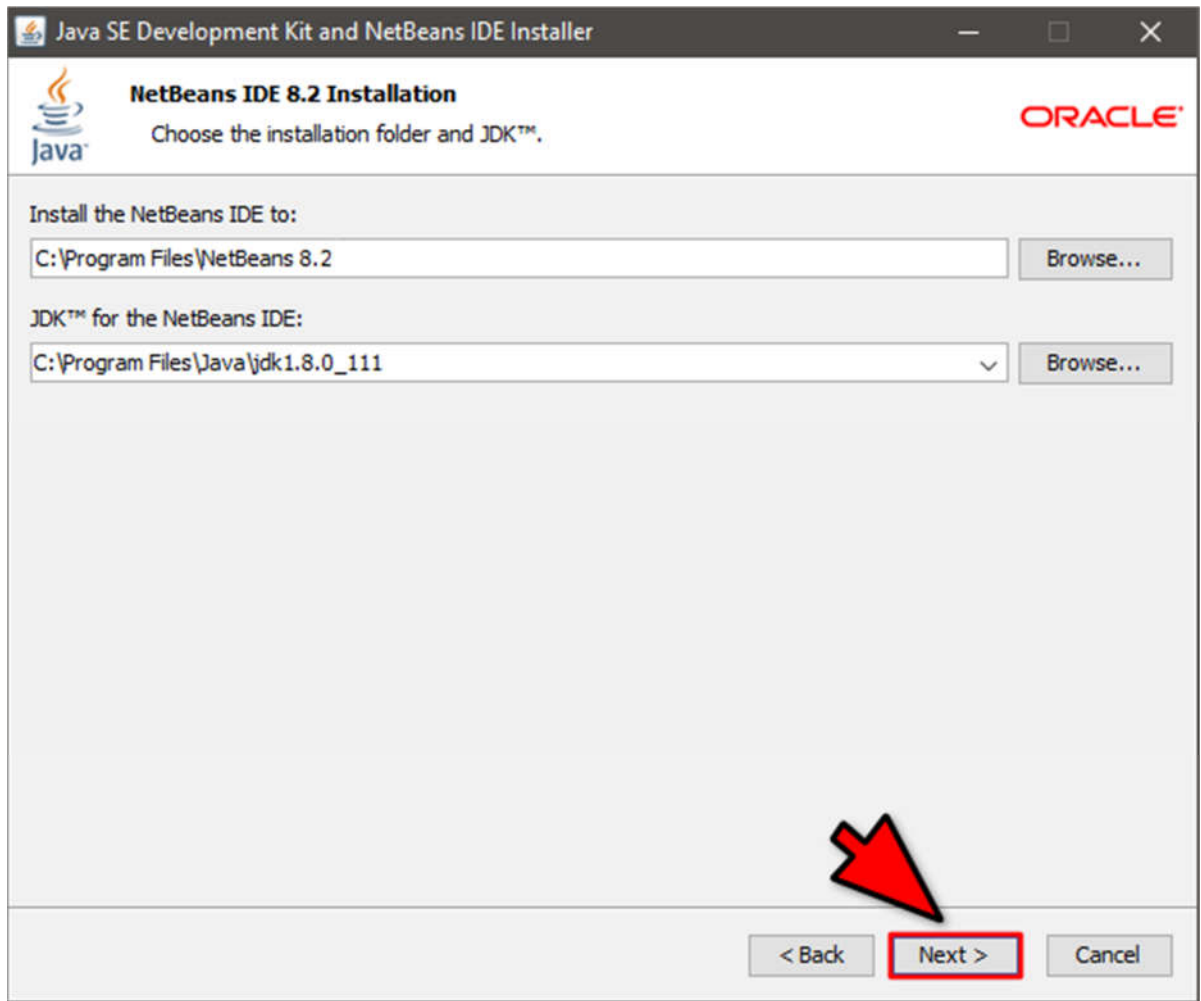 Java SE Development Kit and NetBeans IDE Installer
Java™
NetBeans IDE 8.2 Installation
Choose the installation folder and JDK™.
ORACLE®
Install the NetBeans IDE to:
C:\Program Files\NetBeans 8.2
Browse...
JDK™ for the NetBeans IDE:
C:\Program Files\Java\jdk1.8.0_111
Browse...
< Back
Next >
Cancel